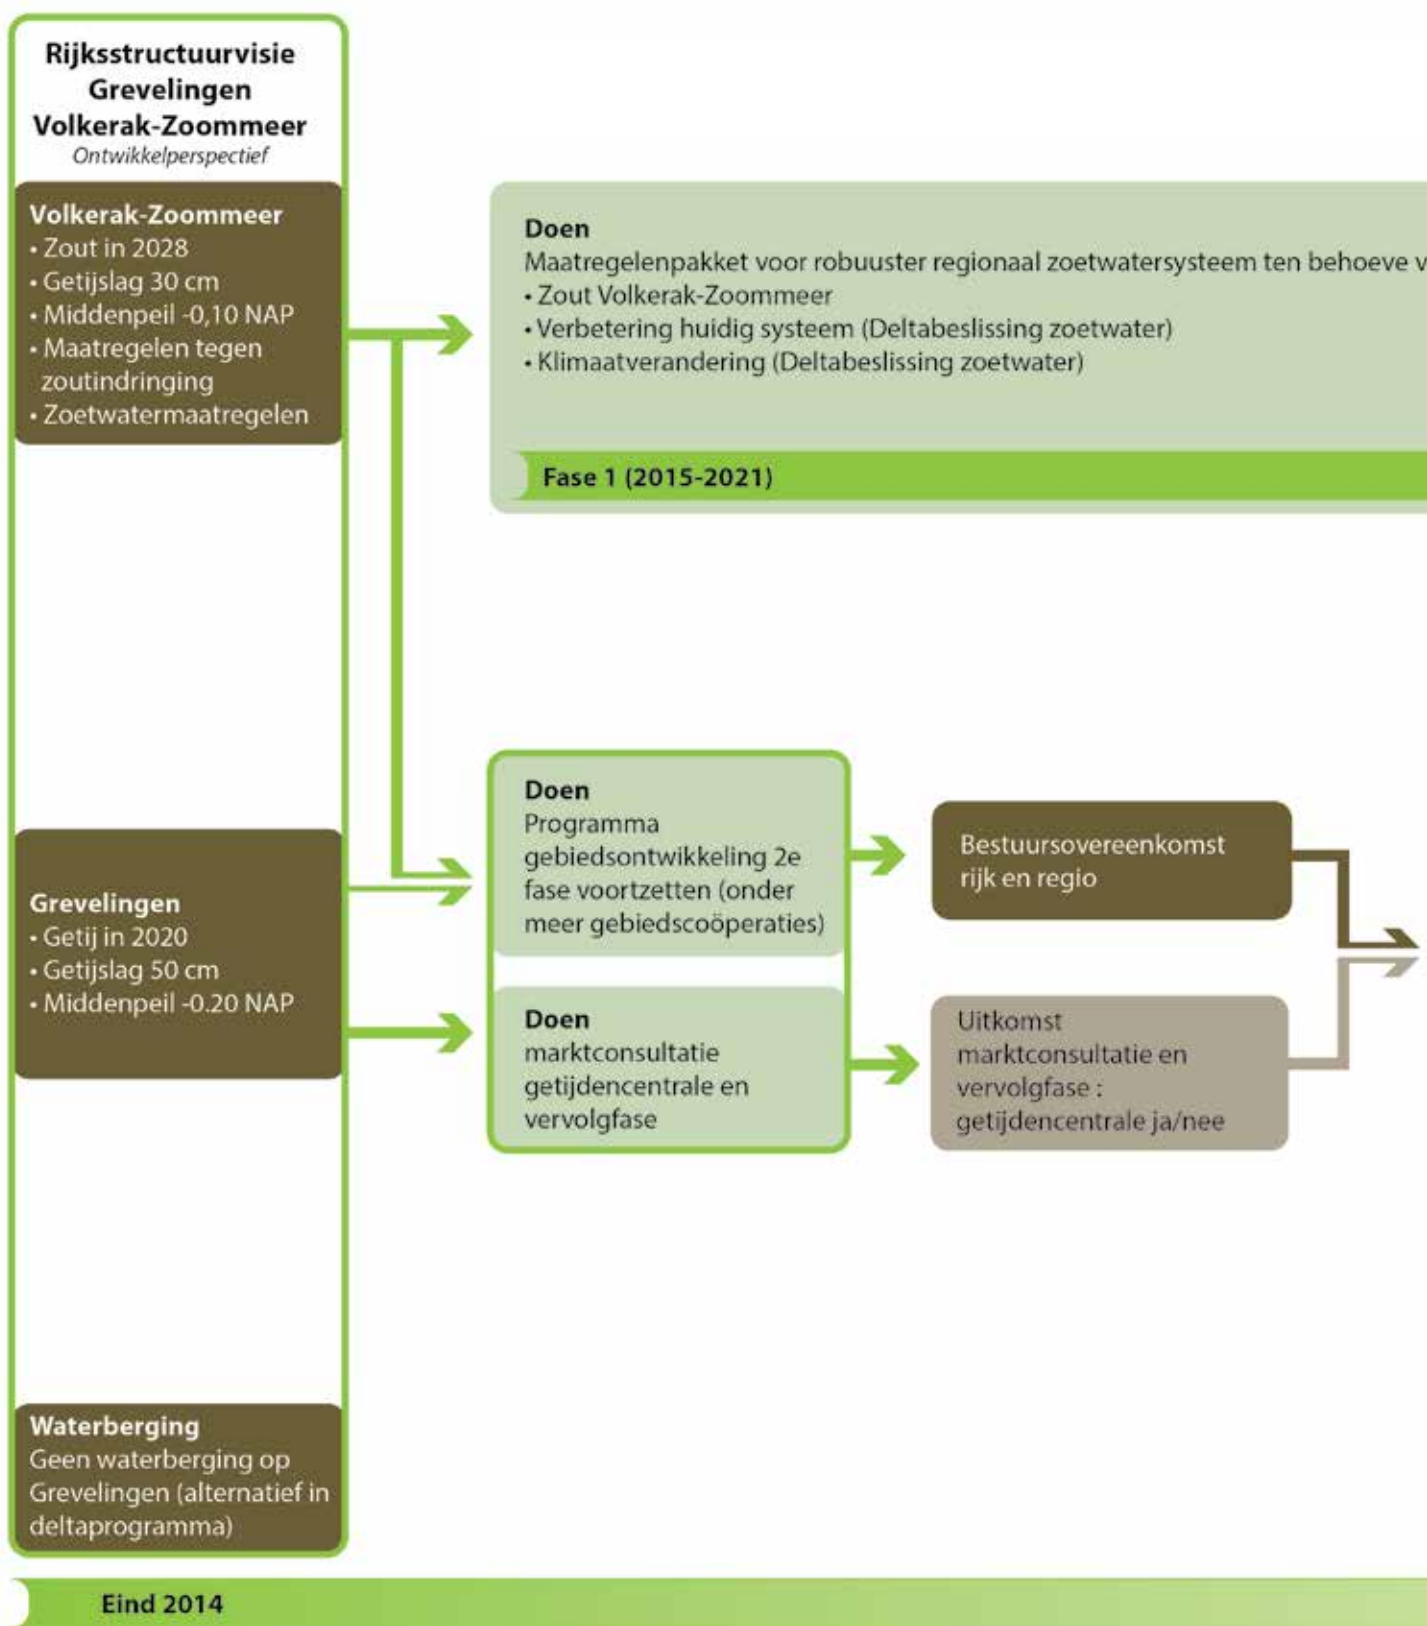 Rijksstructuurvisie
Grevelingen
Volkerak-Zoommeer
Ontwikkelperspectief
Volkerak-Zoommeer
• Zout in 2028
• Getijslag 30 cm
• Middenpeil -0,10 NAP
• Maatregelen tegen
zoutindringing
• Zoetwatermaatregelen
Grevelingen
• Getij in 2020
• Getijslag 50 cm
• Middenpeil -0.20 NAP
Waterberging
Geen waterberging op
Grevelingen (alternatief in
deltaprogramma)
Doen
Maatregelenpakket voor robuuster regionaal zoetwatersysteem ten behoeve v
• Zout Volkerak-Zoommeer
• Verbetering huidig systeem (Deltabeslissing zoetwater)
• Klimaatverandering (Deltabeslissing zoetwater)
Fase 1 (2015-2021)
Doen
Programma
gebiedsontwikkeling 2e
fase voortzetten (onder
meer gebiedscoöperaties)
Doen
marktconsultatie
getijdencentrale en
vervolgfase
Bestuursovereenkomst
rijk en regio
Uitkomst
marktconsultatie en
vervolgfase :
getijdencentrale ja/nee
Eind 2014